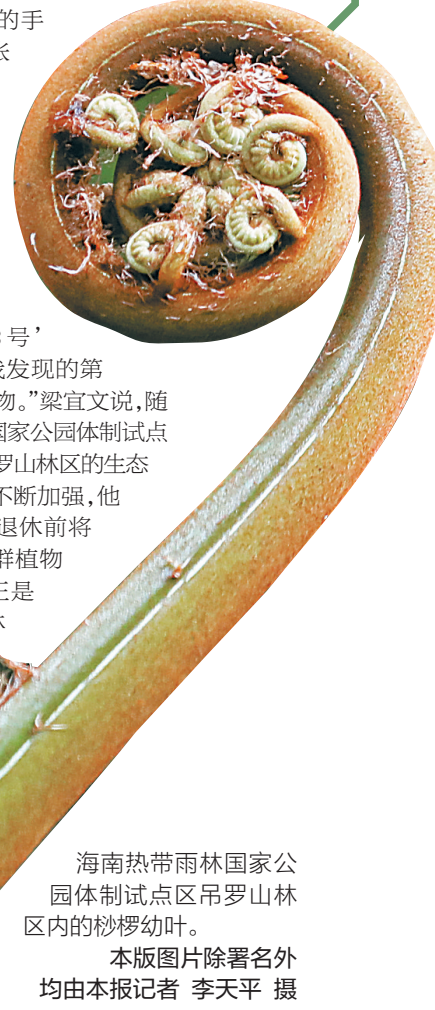 的手
号’
发现的第
物。”梁宜文说,随
国家公园体制试点
罗山林区的生态
不断加强,他
退休前将
群植物
正是
海南热带雨林国家公
园体制试点区吊罗山林
区内的桫椤幼叶。
本版图片除署名外
均由本报记者 李天平 摄